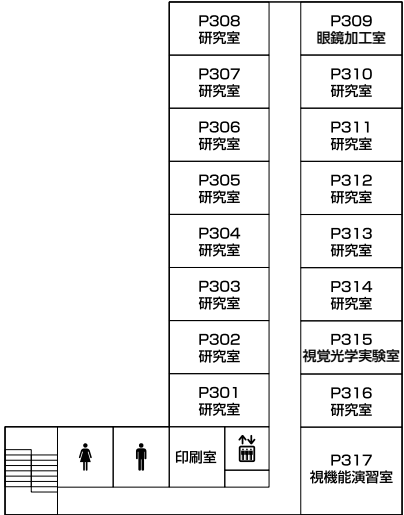 P308
研究室
P309
眼鏡加工室
P307
研究室
P310
研究室
P306
研究室
P311
研究室
P305
研究室
P312
研究室
P304
研究室
P313
研究室
P303
研究室
P314
研究室
P302
研究室
P315
視覚光学実験室
P301
研究室
P316
研究室
印刷室
P317
視機能演習室